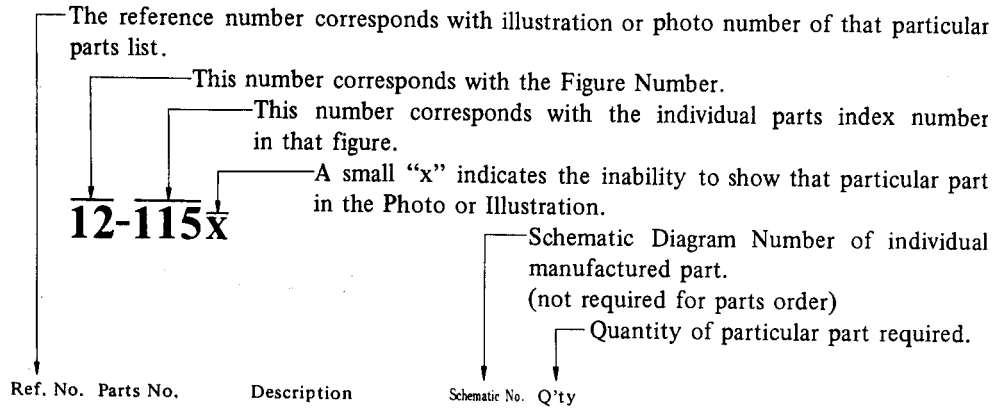 The reference number corresponds with illustration or photo number of that particular
parts list.
This number corresponds with the Figure Number.
This number corresponds with the individual parts index number
in that figure.
A small “x” indicates the inability to show that particular part
in the Photo or Illustration.
12-115x
Schematic Diagram Number of individual
manufactured part.
(not required for parts order)
Quantity of particular part required.
Ref. No. Parts No. Description Schematic No. Q'ty